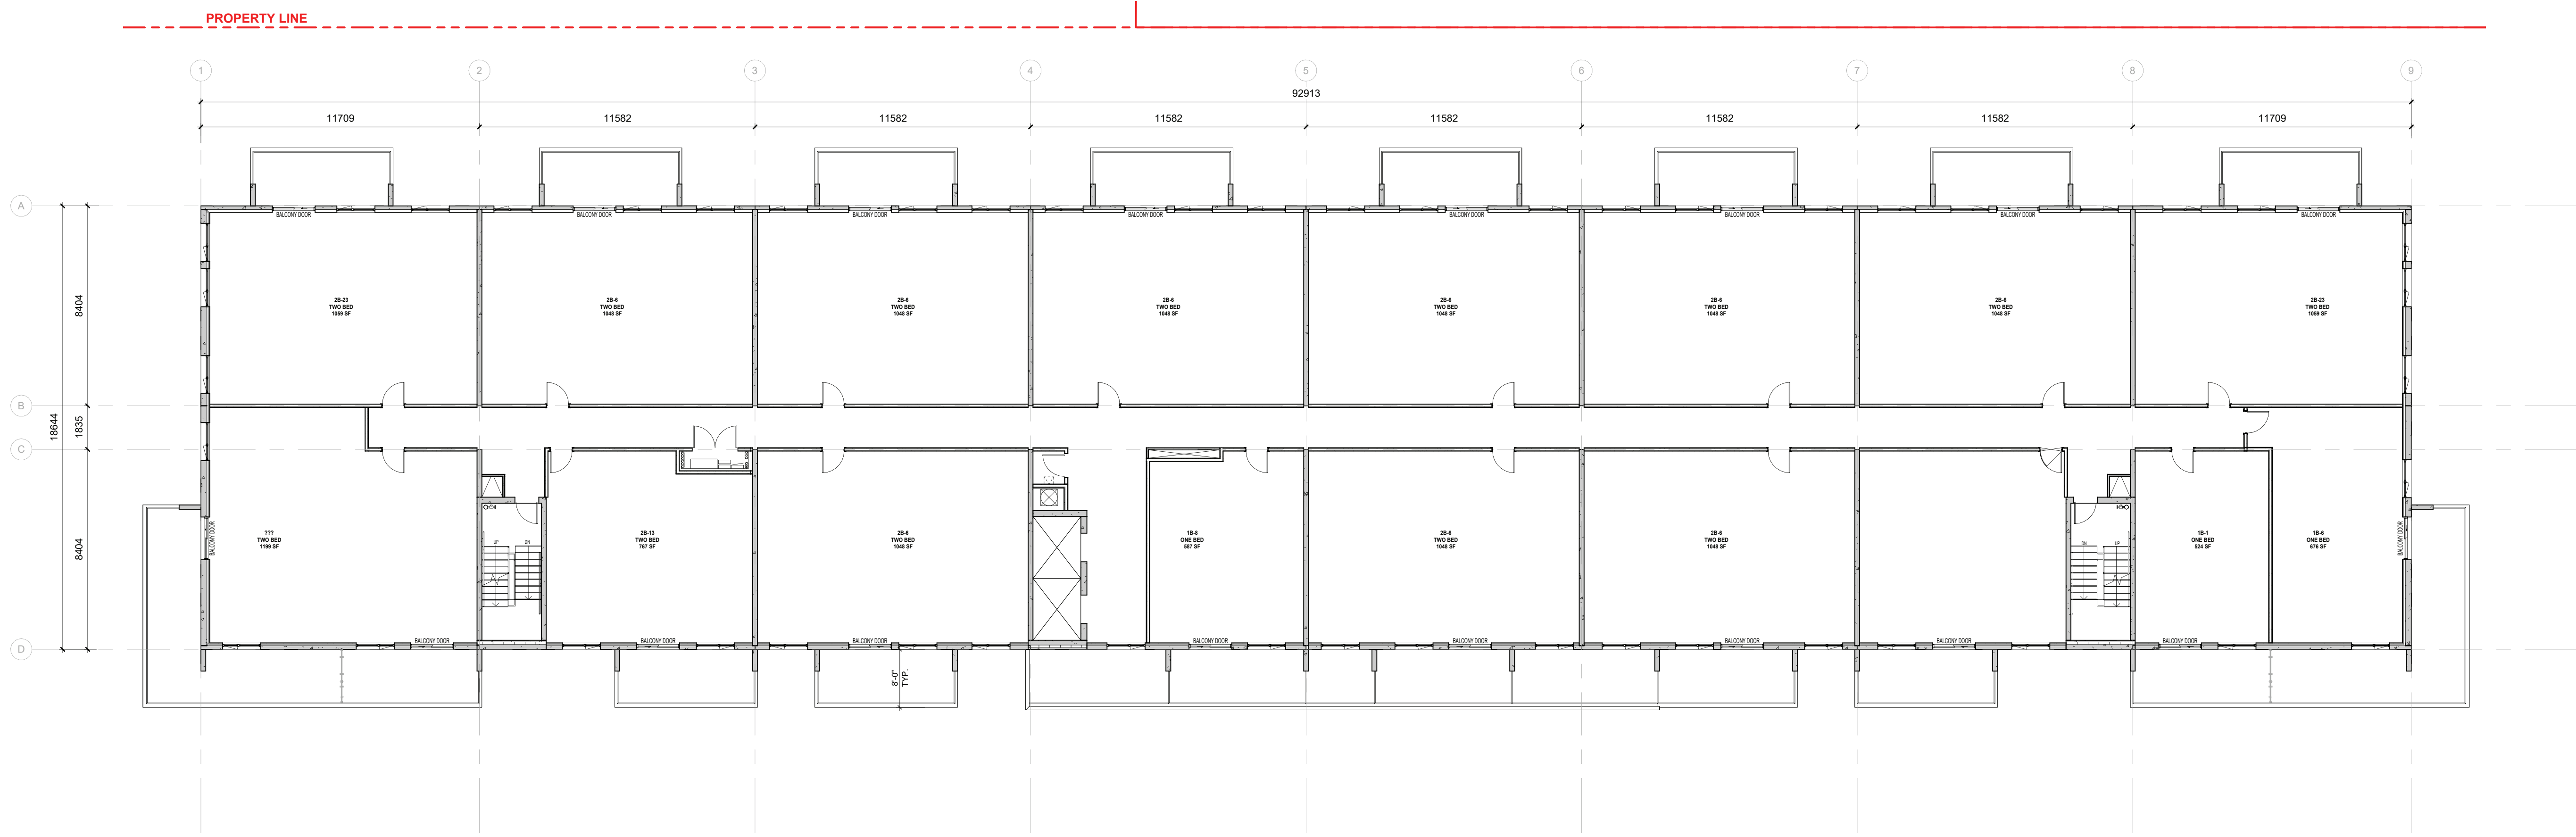 PROPERTY LINE
1
2
3
4
5
6
7
8
9
92913
11709
11582
11582
11582
11582
11582
11582
11709
A
B
C
D
18644
8404
1835
8404
BALCONY DOOR
BALCONY DOOR
BALCONY DOOR
BALCONY DOOR
BALCONY DOOR
BALCONY DOOR
BALCONY DOOR
BALCONY DOOR
2B-23
TWO BED
1059 SF
2B-6
TWO BED
1048 SF
2B-6
TWO BED
1048 SF
2B-6
TWO BED
1048 SF
2B-6
TWO BED
1048 SF
2B-6
TWO BED
1048 SF
2B-6
TWO BED
1048 SF
2B-23
TWO BED
1059 SF
BALCONY DOOR
???
TWO BED
1199 SF
UP
DN
2B-13
TWO BED
767 SF
2B-6
TWO BED
1048 SF
1B-8
ONE BED
587 SF
2B-6
TWO BED
1048 SF
2B-6
TWO BED
1048 SF
DN
UP
1B-1
ONE BED
524 SF
1B-6
ONE BED
676 SF
BALCONY DOOR
BALCONY DOOR
BALCONY DOOR
BALCONY DOOR
BALCONY DOOR
BALCONY DOOR
BALCONY DOOR
BALCONY DOOR
BALCONY DOOR
8'-0"
TYP.